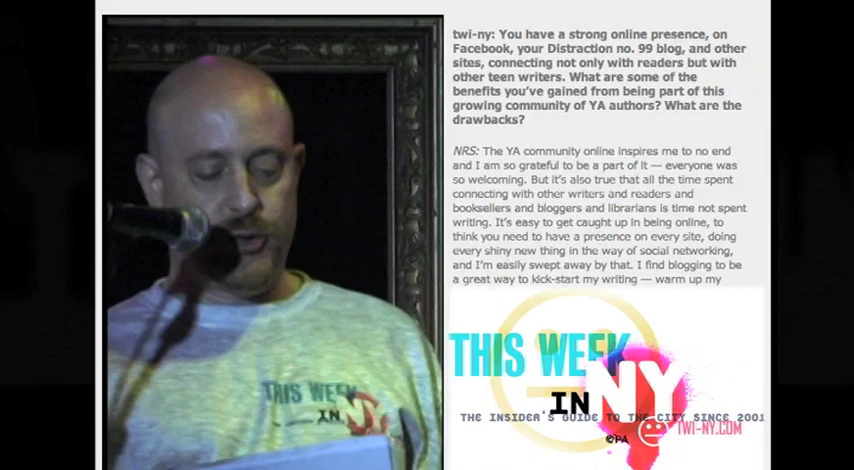 twi-ny: You have a strong online presence, on
Facebook, your Distraction no. 99 blog, and other
sites, connecting not only with readers but with
other teen writers. What are some of the
benefits you've gained from being part of this
growing community of YA authors? What are the
drawbacks?
NRS: The YA community online inspires me to no end
and I am so grateful to be a part of it — everyone was
so welcoming. But it's also true that all the time spent
connecting with other writers and readers and
booksellers and bloggers and librarians is time not spent
writing. It's easy to get caught up in being online, to
think you need to have a presence on every site, doing
every shiny new thing in the way of social networking,
and I'm easily swept away by that. I find blogging to be
a great way to kick-start my writing — warm up my
THIS WEEK
IN NY
THE INSIDER'S GUIDE TO THE CITY SINCE 2001
TWI-NY.COM
©PA
THIS WEEK
IN NY